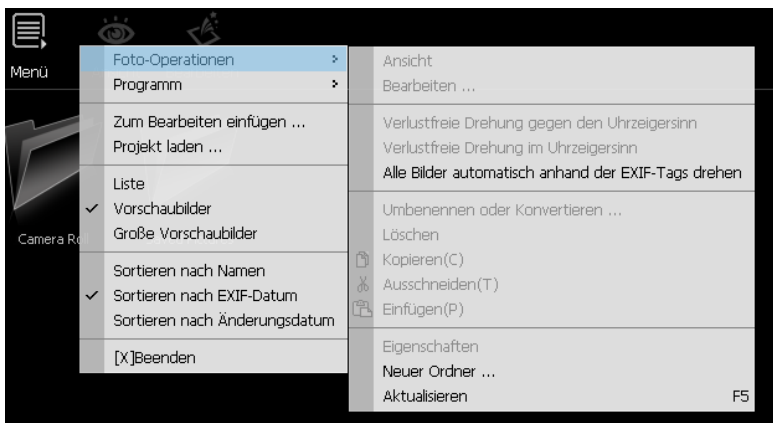 Menü
Foto-Operationen
Programm
Zum Bearbeiten einfügen ...
Projekt laden ...
Liste
Vorschaubilder
Große Vorschaubilder
Sortieren nach Namen
Sortieren nach EXIF-Datum
Sortieren nach Änderungsdatum
[X]Beenden
Camera
Ansicht
Bearbeiten ...
Verlustfreie Drehung gegen den Uhrzeigersinn
Verlustfreie Drehung im Uhrzeigersinn
Alle Bilder automatisch anhand der EXIF-Tags drehen
Umbenennen oder Konvertieren ...
Löschen
Kopieren(C)
Ausschneiden(T)
Einfügen(P)
Eigenschaften
Neuer Ordner ...
Aktualisieren F5